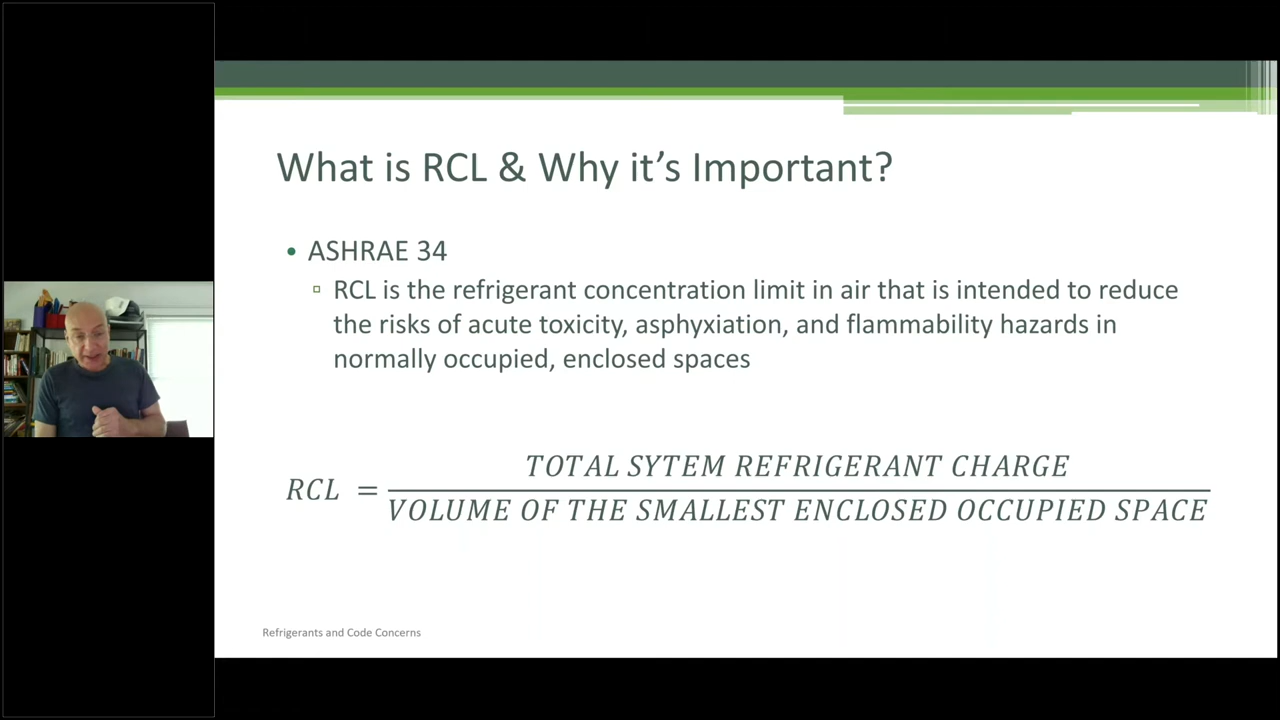 What is RCL & Why it's Important?
• ASHRAE 34
▫ RCL is the refrigerant concentration limit in air that is intended to reduce
the risks of acute toxicity, asphyxiation, and flammability hazards in
normally occupied, enclosed spaces
TOTAL SYTEM REFRIGERANT CHARGE
RCL =
VOLUME OF THE SMALLEST ENCLOSED OCCUPIED SPACE
Refrigerants and Code Concerns